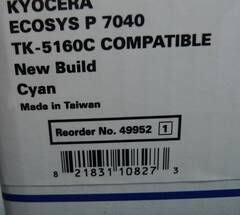 KYOCERA
ECOSYS P 7040
TK-5160C COMPATIBLE
New Build
Cyan
Made in Taiwan
Reorder No. 49952 1
8 21831 10827 3